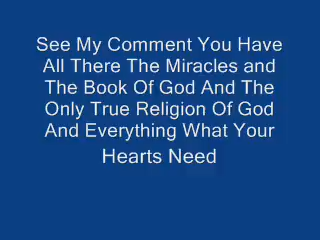 See My Comment You Have
All There The Miracles and
The Book Of God And The
Only True Religion Of God
And Everything What Your
Hearts Need